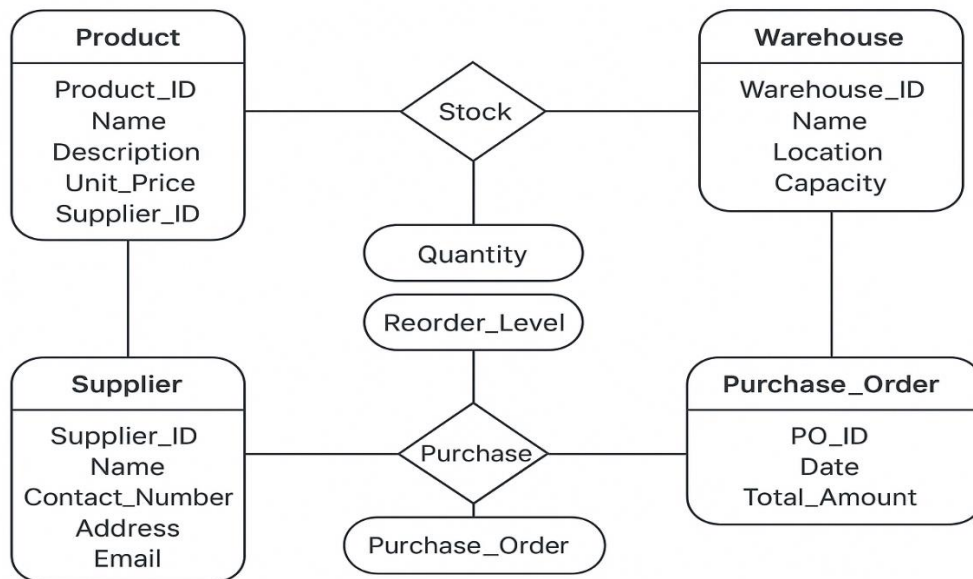 Product
Product_ID
Name
Description
Unit_Price
Supplier_ID
Stock
Quantity
Warehouse
Warehouse_ID
Name
Location
Capacity
Supplier
Supplier_ID
Name
Contact_Number
Address
Email
Reorder_Level
Purchase
Purchase_Order
Purchase_Order
PO_ID
Date
Total_Amount